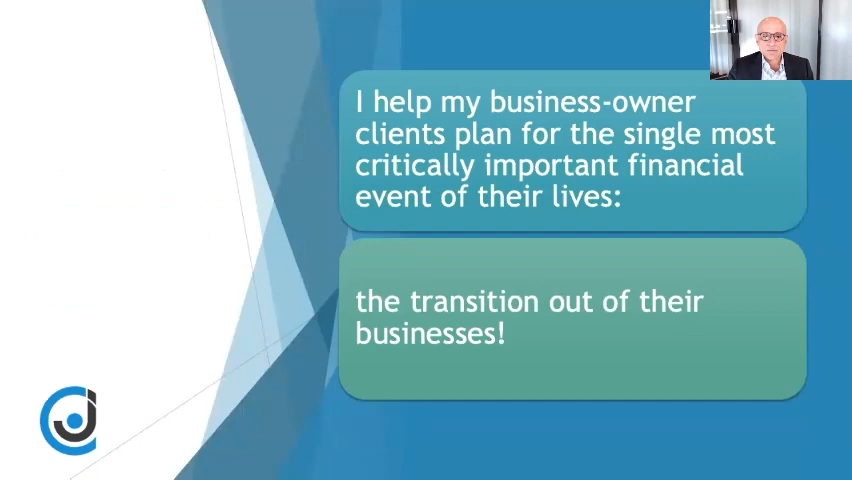 I help my business-owner
clients plan for the single most
critically important financial
event of their lives:
the transition out of their
businesses!